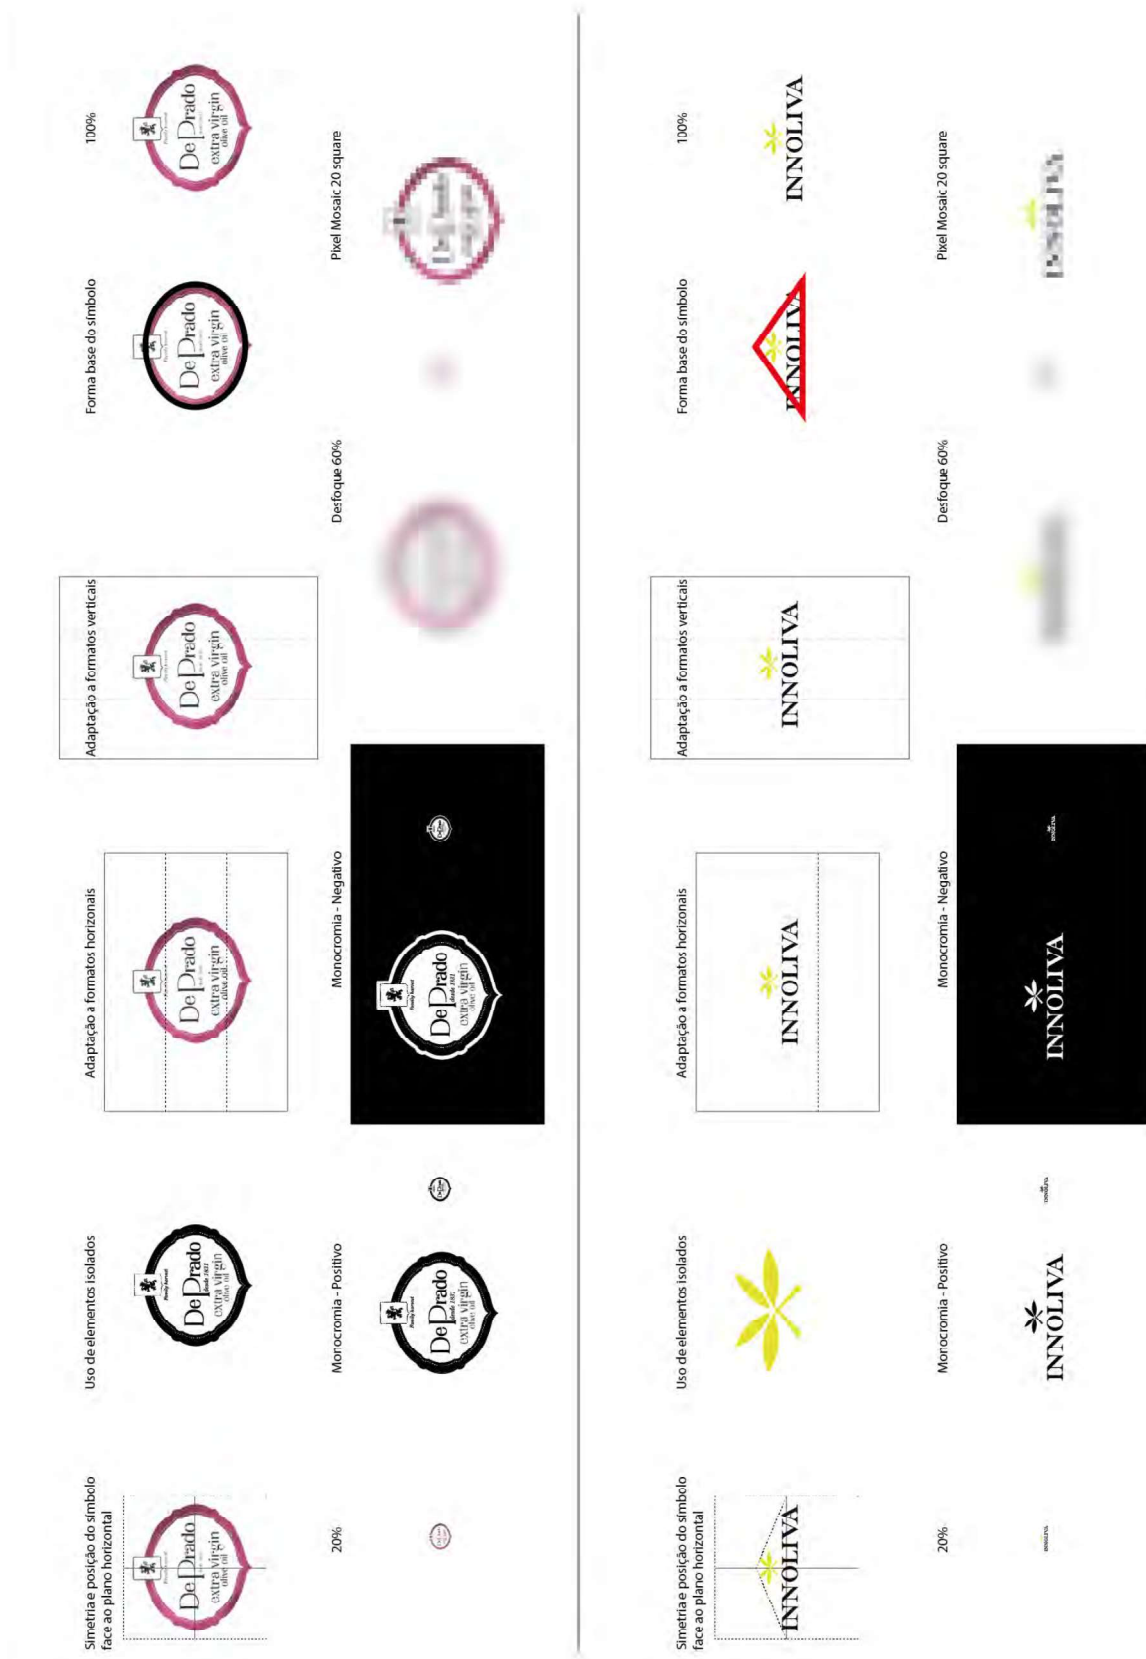 Simetria e posição do símbolo
face ao plano horizontal
De Prado
extra virgin
olive oil
Uso de elementos isolados
De Prado
extra virgin
olive oil
Adaptação a formatos horizonais
De Prado
extra virgin
olive oil
Adaptação a formatos verticais
De Prado
extra virgin
olive oil
Forma base do símbolo
De Prado
extra virgin
olive oil
100%
De Prado
extra virgin
olive oil
20%
Monocromia - Positivo
De Prado
extra virgin
olive oil
Monocromia - Negativo
De Prado
extra virgin
olive oil
Desfoque 60%
Pixel Mosaic 20 square
Simetria e posição do símbolo
face ao plano horizontal
INNOLIVA
Uso de elementos isolados
Adaptação a formatos horizonais
INNOLIVA
Adaptação a formatos verticais
INNOLIVA
Forma base do símbolo
INNOLIVA
100%
INNOLIVA
20%
Monocromia - Positivo
INNOLIVA
Monocromia - Negativo
INNOLIVA
Desfoque 60%
Pixel Mosaic 20 square